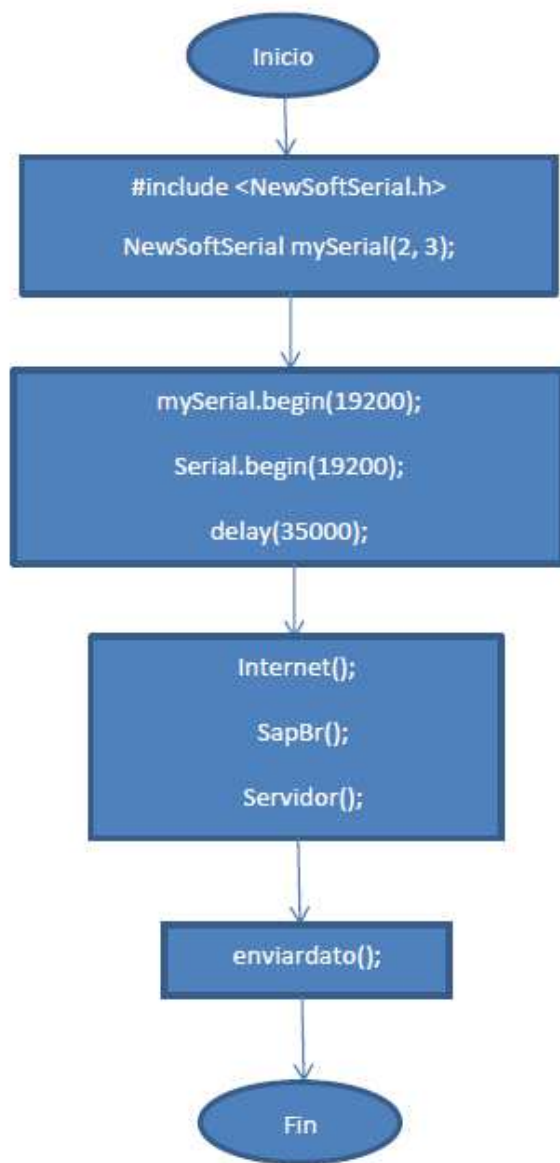 Inicio
#include <NewSoftSerial.h>
NewSoftSerial mySerial(2, 3);
mySerial.begin(19200);
Serial.begin(19200);
delay(35000);
Internet();
SapBr();
Servidor();
enviardato();
Fin